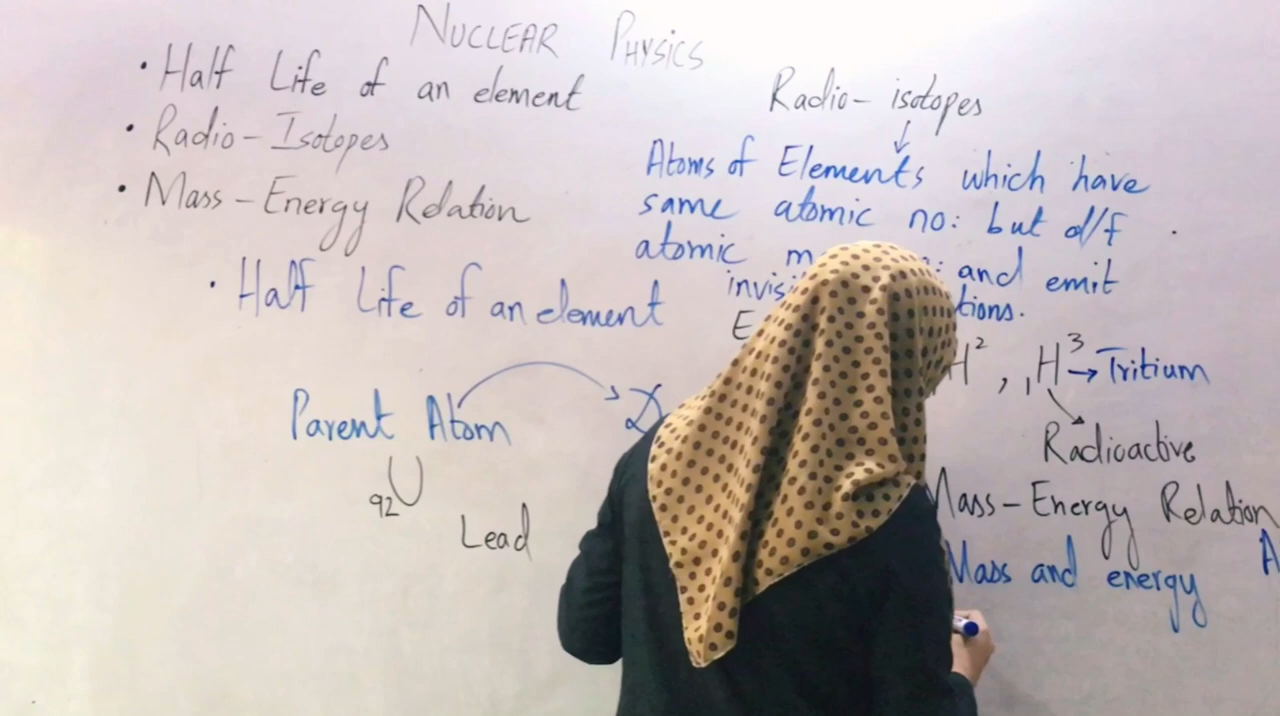 NUCLEAR PHYSICS
• Half Life of an element
• Radio-Isotopes
• Mass-Energy Relation
• Half Life of an element
Parent Atom
92U
Lead
Radio-isotopes
↓
Atoms of Elements which have
same atomic no: but d/f
atomic and emit
H², ₁H³ → Tritium
Radioactive
Mass-Energy Relation
Mass and energy